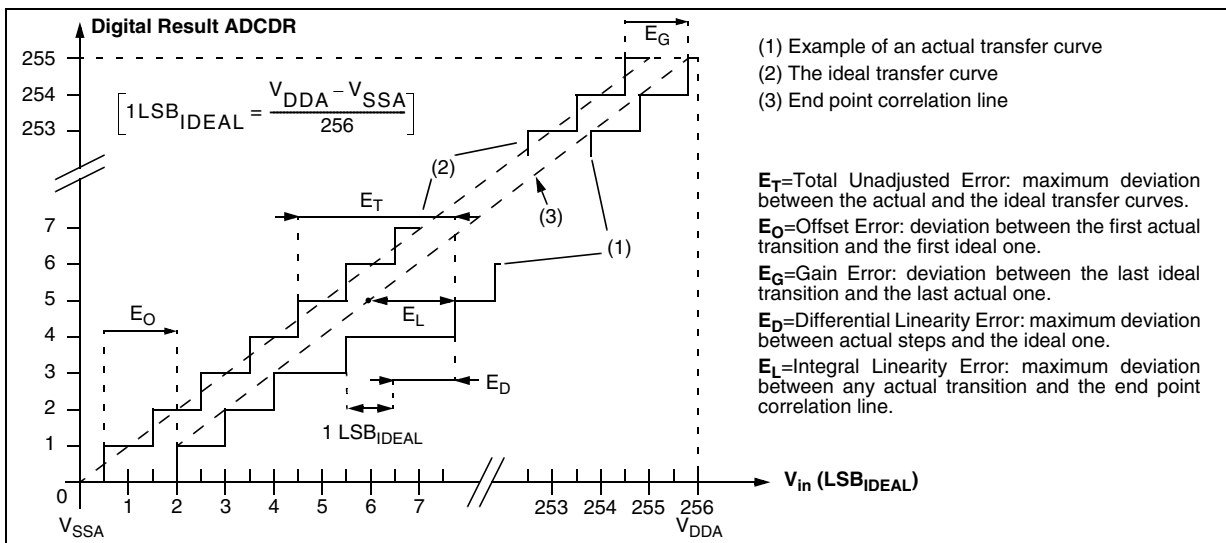 Digital Result ADCDR
E_G
255
254
253
[1LSB_IDEAL = (V_DDA – V_SSA) / 256]
(2)
E_T
(3)
(1)
7
6
5
4
3
2
1
0
E_O
E_L
E_D
1 LSB_IDEAL
1 2 3 4 5 6 7 253 254 255 256
V_in (LSB_IDEAL)
V_SSA
V_DDA
(1) Example of an actual transfer curve
(2) The ideal transfer curve
(3) End point correlation line
E_T=Total Unadjusted Error: maximum deviation
between the actual and the ideal transfer curves.
E_O=Offset Error: deviation between the first actual
transition and the first ideal one.
E_G=Gain Error: deviation between the last ideal
transition and the last actual one.
E_D=Differential Linearity Error: maximum deviation
between actual steps and the ideal one.
E_L=Integral Linearity Error: maximum deviation
between any actual transition and the end point
correlation line.